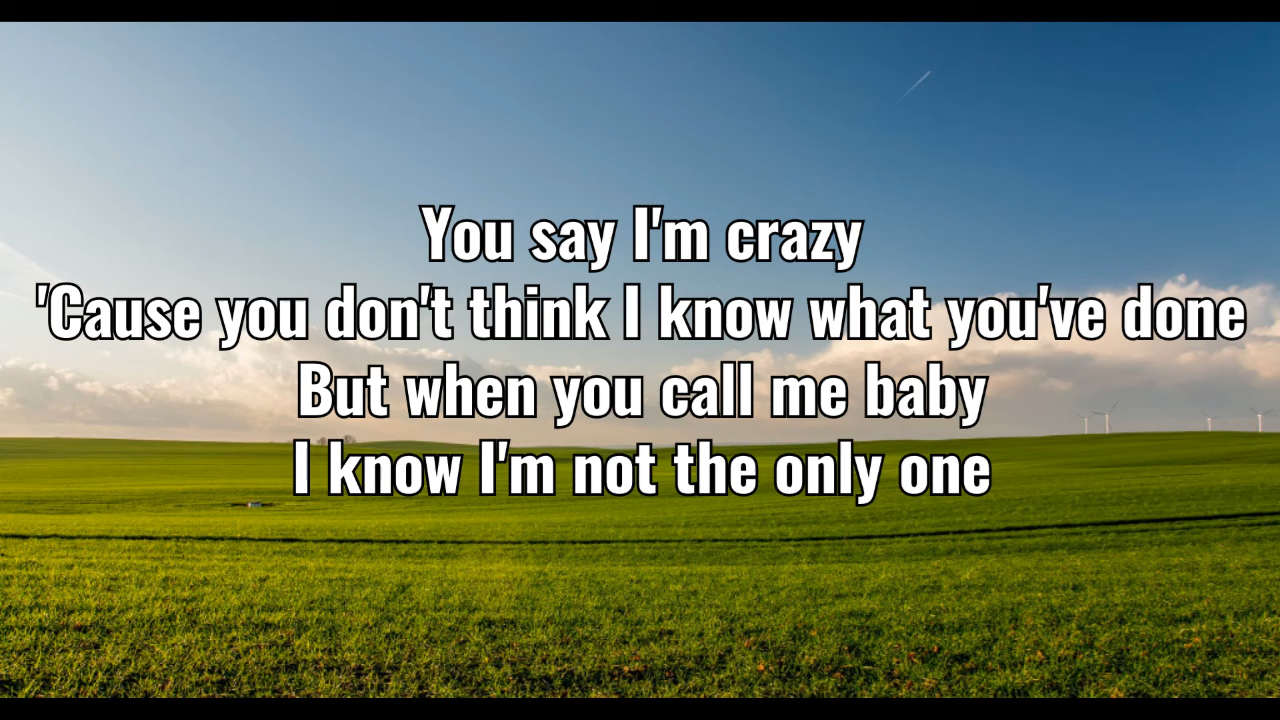 You say I'm crazy
'Cause you don't think I know what you've done
But when you call me baby
I know I'm not the only one